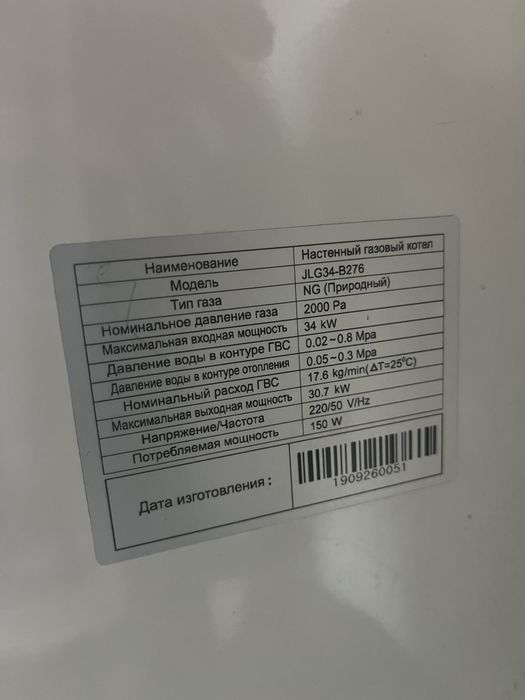 Наименование Настенный газовый котел
Модель JLG34-B276
Тип газа NG (Природный)
Номинальное давление газа 2000 Pa
Максимальная входная мощность 34 kW
Давление воды в контуре ГВС 0.02~0.8 Mpa
Давление воды в контуре отопления 0.05~0.3 Mpa
Номинальный расход ГВС 17.6 kg/min(ΔT=25°C)
Максимальная выходная мощность 30.7 kW
Напряжение/Частота 220/50 V/Hz
Потребляемая мощность 150 W
Дата изготовления :
1909260051